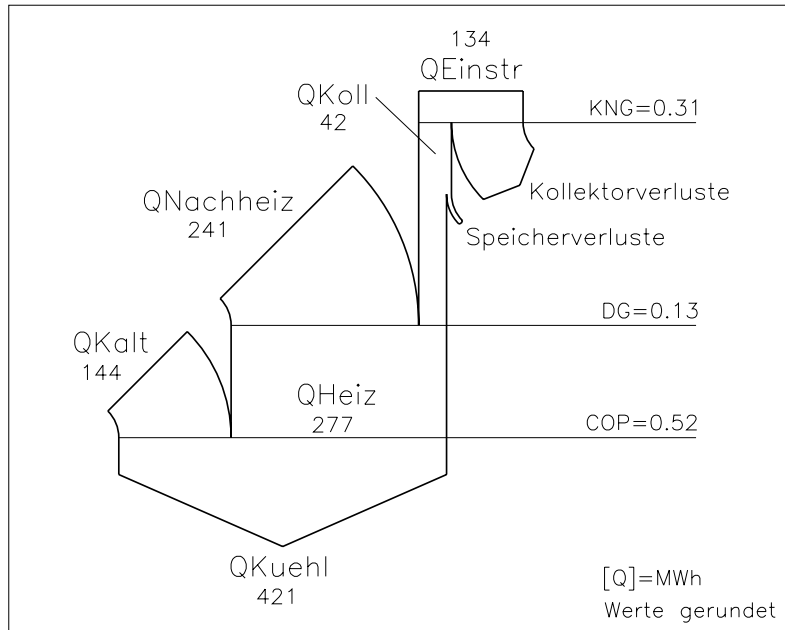 134
QEinstr
QKoll
42
KNG=0.31
QNachheiz
241
Kollektorverluste
Speicherverluste
DG=0.13
QKalt
144
QHeiz
277
COP=0.52
QKuehl
421
[Q]=MWh
Werte gerundet